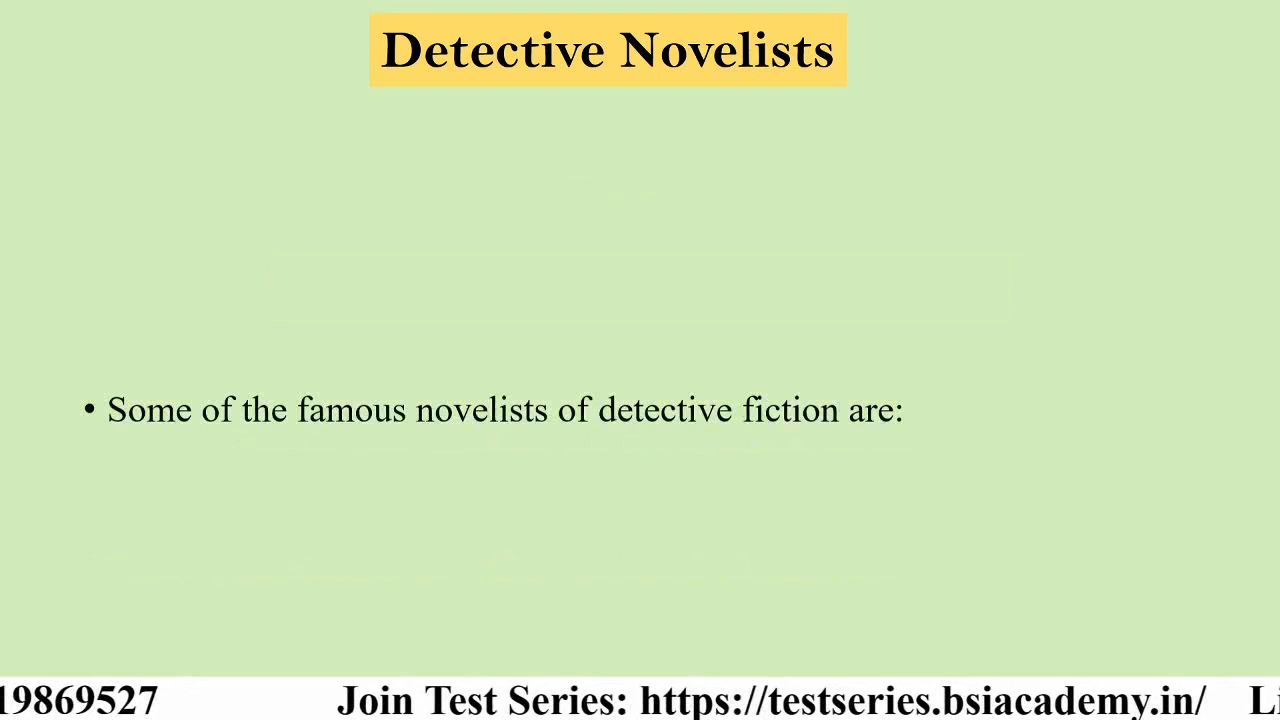 Detective Novelists
• Some of the famous novelists of detective fiction are:
19869527 Join Test Series: https://testseries.bsiacademy.in/ Li